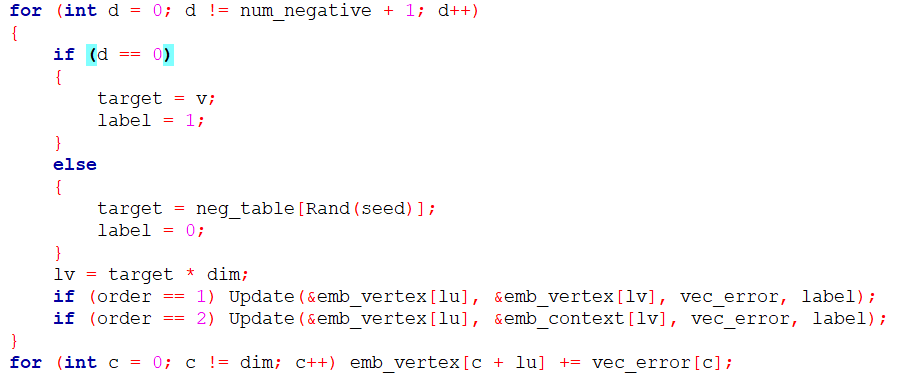 for (int d = 0; d != num_negative + 1; d++)
{
    if (d == 0)
    {
        target = v;
        label = 1;
    }
    else
    {
        target = neg_table[Rand(seed)];
        label = 0;
    }
    lv = target * dim;
    if (order == 1) Update(&emb_vertex[lu], &emb_vertex[lv], vec_error, label);
    if (order == 2) Update(&emb_vertex[lu], &emb_context[lv], vec_error, label);
}
for (int c = 0; c != dim; c++) emb_vertex[c + lu] += vec_error[c];